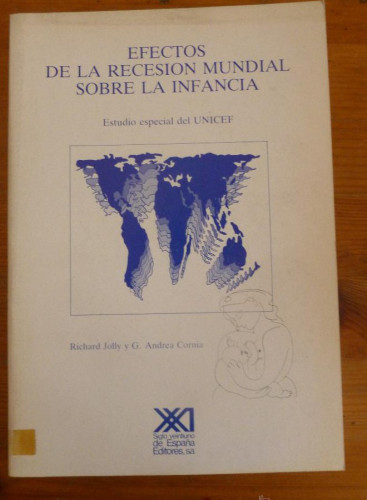 EFECTOS
DE LA RECESION MUNDIAL
SOBRE LA INFANCIA
Estudio especial del UNICEF
Richard Jolly y G. Andrea Cornia
XXI
Siglo veintiuno
de España
Editores, sa